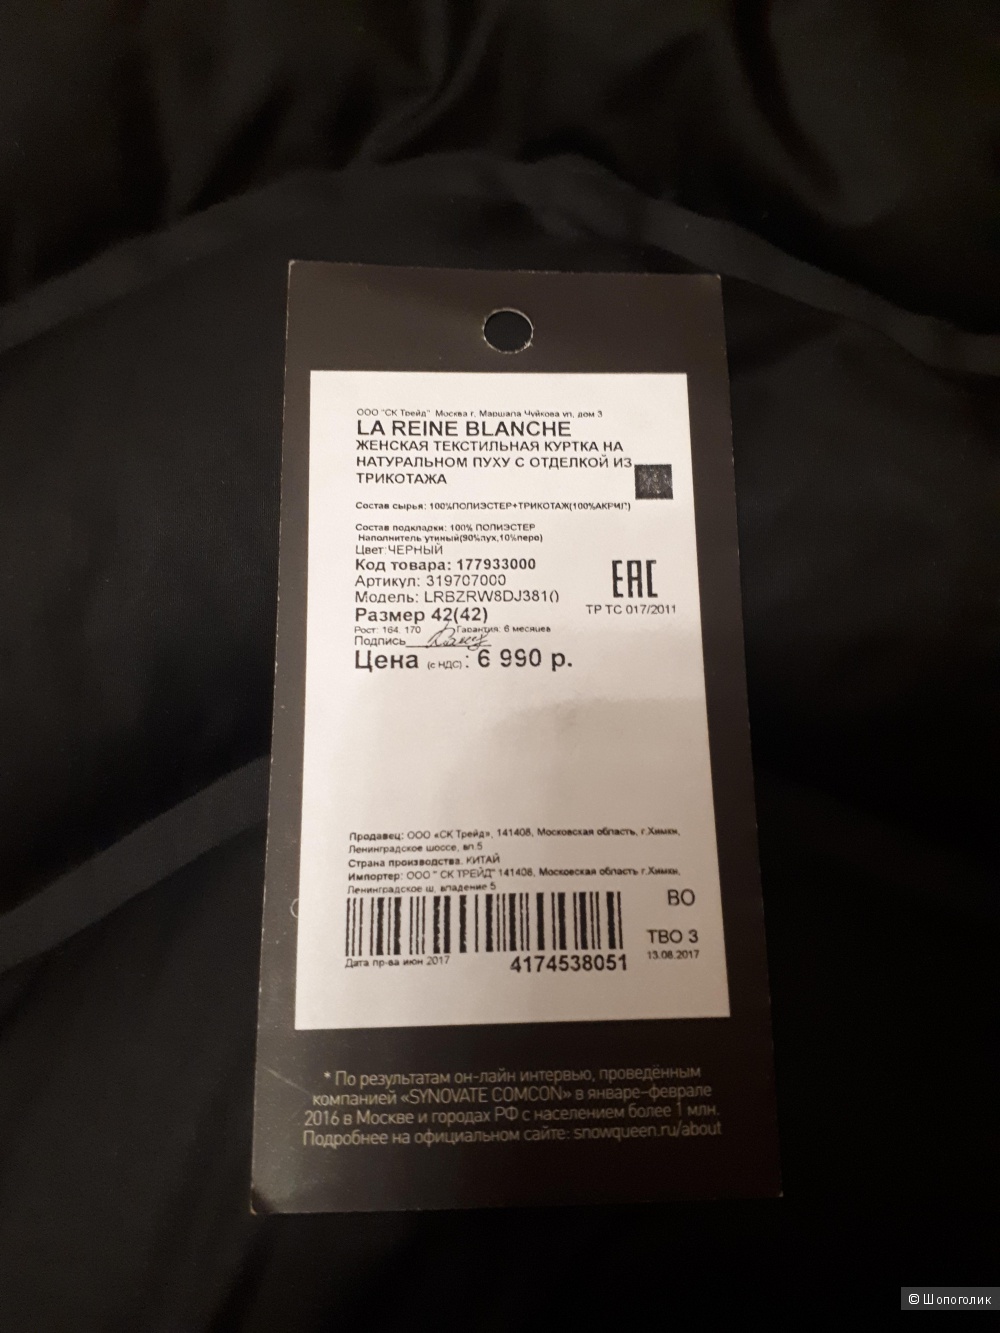 ООО "СК Трейд" Москва г, Маршала Чуйкова ул, дом 3
LA REINE BLANCHE
ЖЕНСКАЯ ТЕКСТИЛЬНАЯ КУРТКА НА
НАТУРАЛЬНОМ ПУХУ С ОТДЕЛКОЙ ИЗ
ТРИКОТАЖА
Состав сырья: 100%ПОЛИЭСТЕР+ТРИКОТАЖ(100%АКРИЛ)
Состав подкладки: 100% ПОЛИЭСТЕР
Наполнитель утиный(90%пух,10%перо)
Цвет:ЧЕРНЫЙ
Код товара: 177933000
Артикул: 319707000
Модель: LRBZRW8DJ381()
EAC
ТР ТС 017/2011
Размер 42(42)
Рост: 164, 170 Гарантия: 6 месяцев
Подпись
Цена (с НДС): 6 990 р.
Продавец: ООО «СК Трейд», 141408, Московская область, г.Химки,
Ленинградское шоссе, вл.5
Страна производства: КИТАЙ
Импортер: ООО " СК ТРЕЙД" 141408, Московская область г.Химки,
Ленинградское ш, владение 5
ВО
ТВО 3
13.08.2017
Дата пр-ва июн 2017
4174538051
* По результатам он-лайн интервью, проведённым
компанией «SYNOVATE COMCON» в январе–феврале
2016 в Москве и городах РФ с населением более 1 млн.
Подробнее на официальном сайте: snowqueen.ru/about
© Шопоголик